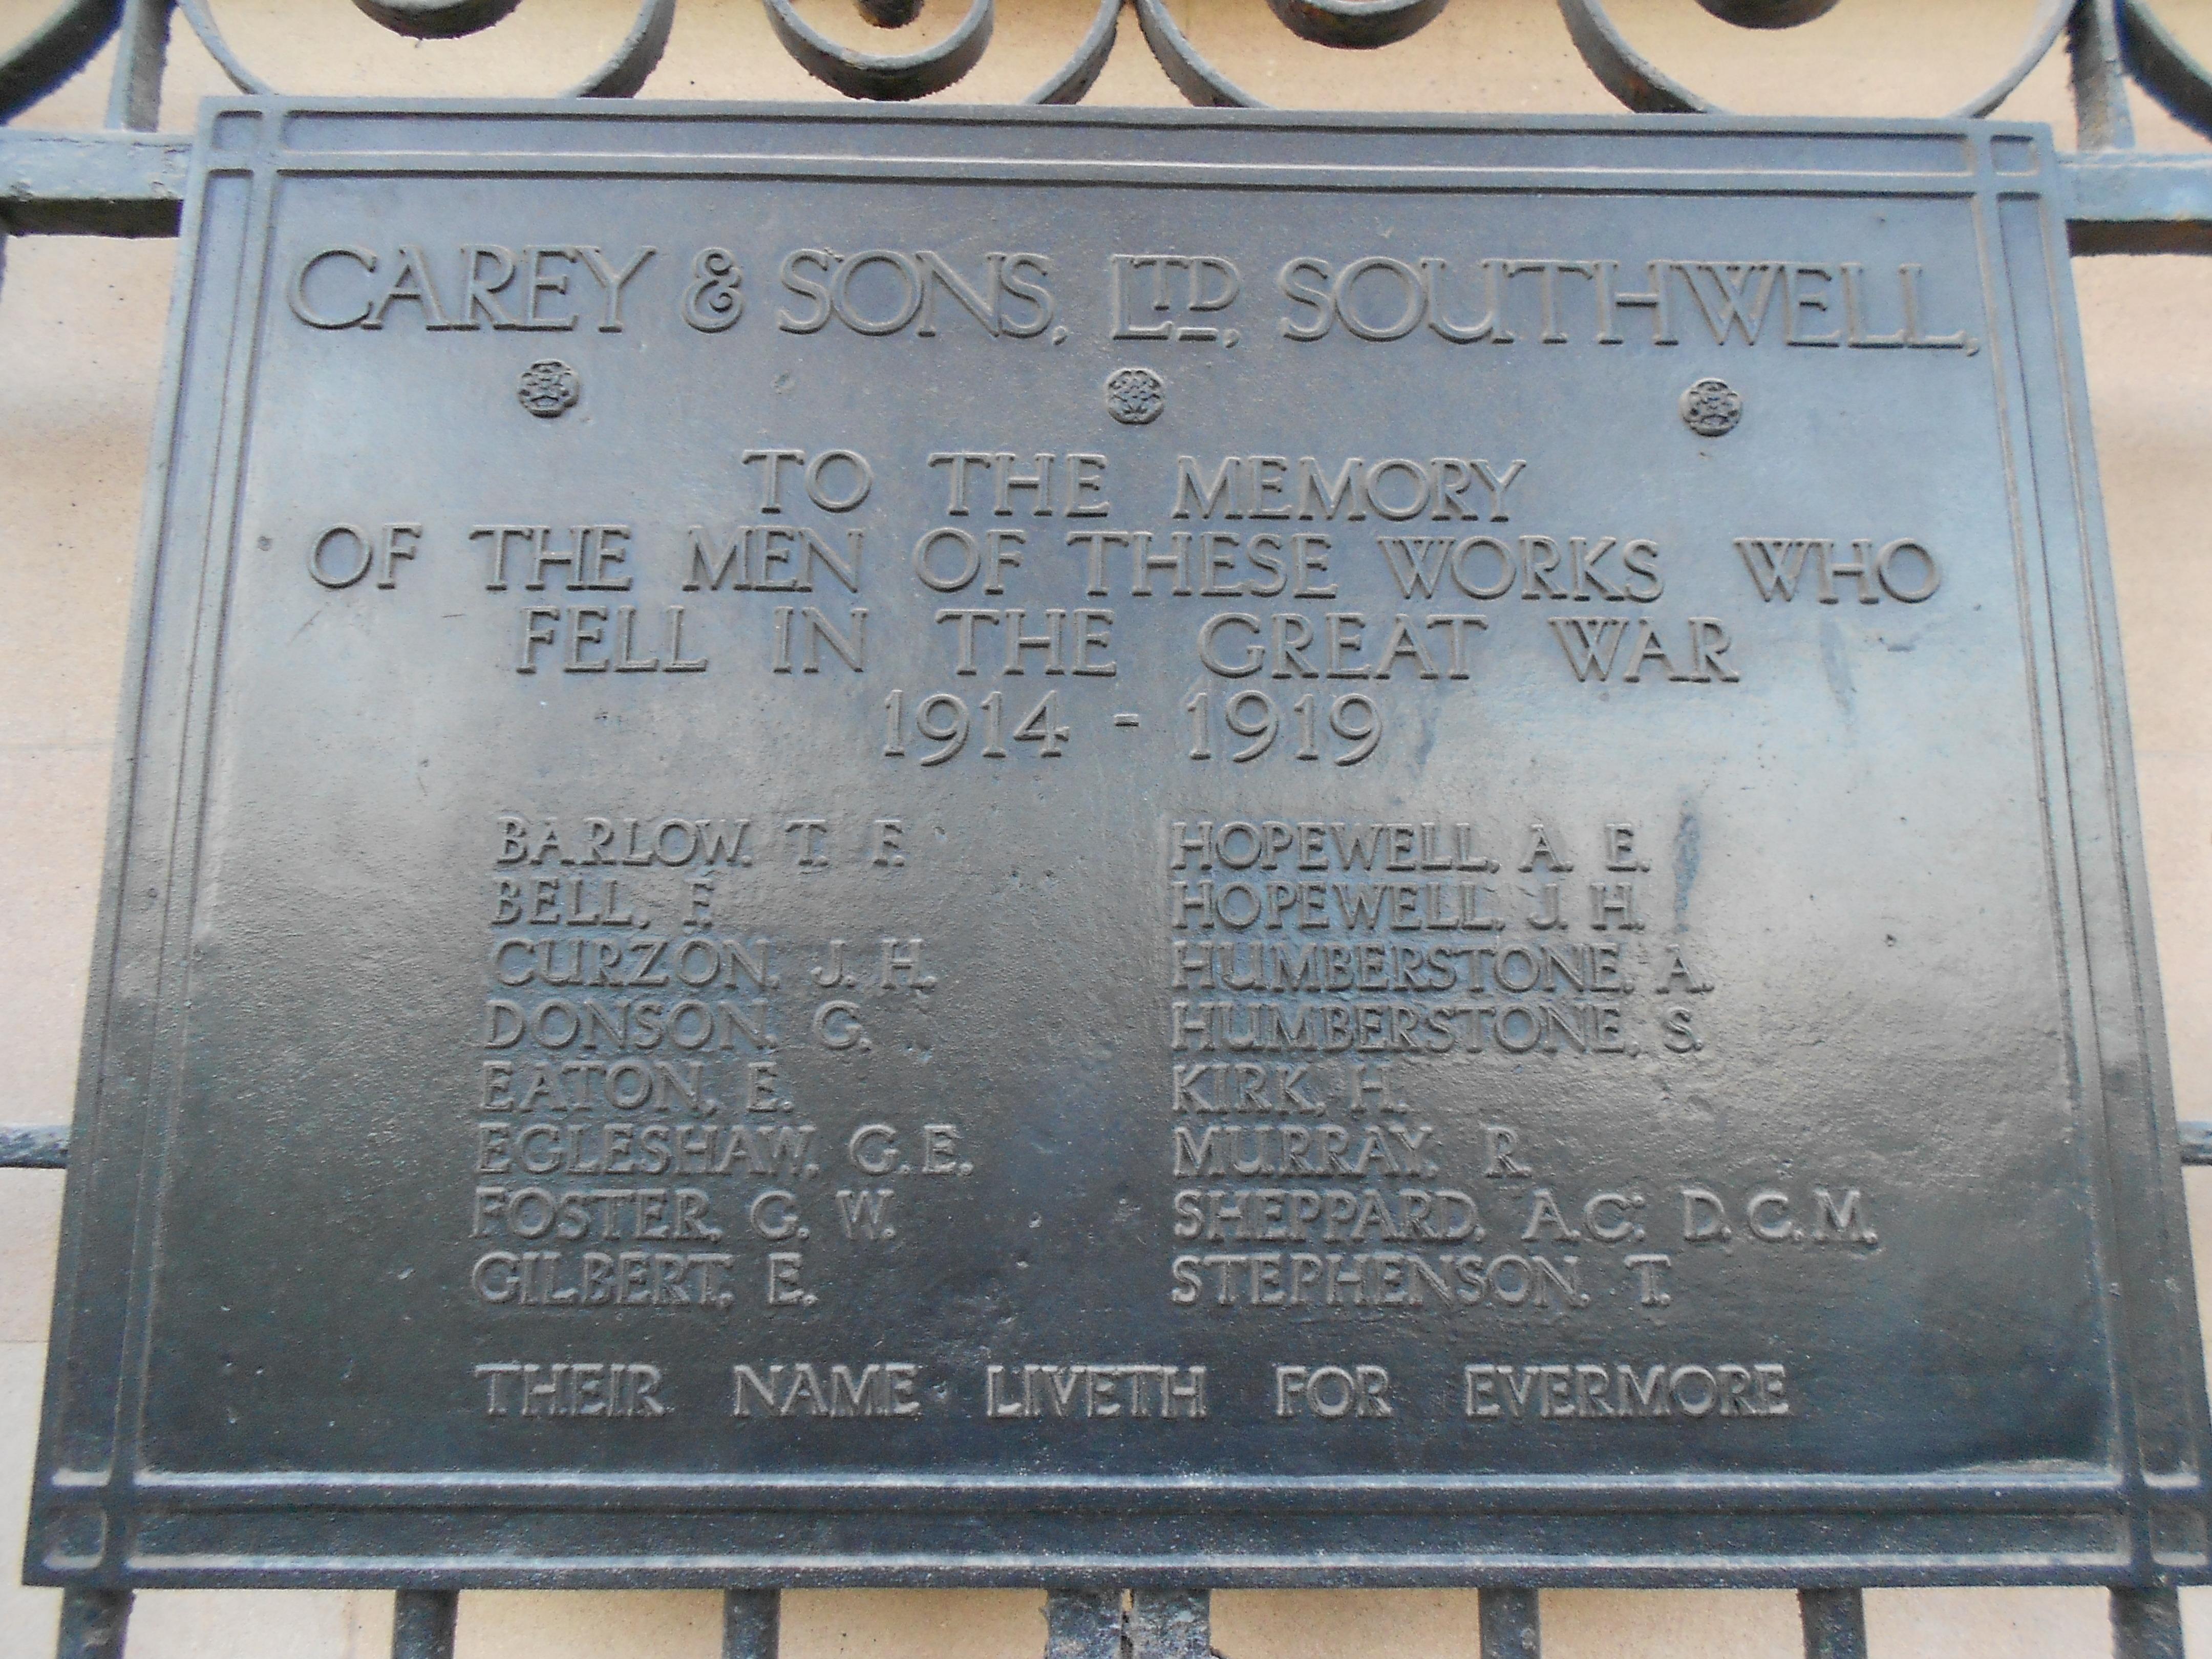 CAREY & SONS, LTD, SOUTHWELL,
TO THE MEMORY
OF THE MEN OF THESE WORKS WHO
FELL IN THE GREAT WAR
1914 - 1919
BARLOW, T. F.
BELL, F.
CURZON, J. H.
DONSON, G.
EATON, E.
EGLESHAW, G. E.
FOSTER, G. W.
GILBERT, E.
HOPEWELL, A. E.
HOPEWELL, J. H.
HUMBERSTONE, A.
HUMBERSTONE, S.
KIRK, H.
MURRAY, R.
SHEPPARD, A.C: D.C.M.
STEPHENSON, T.
THEIR NAME LIVETH FOR EVERMORE